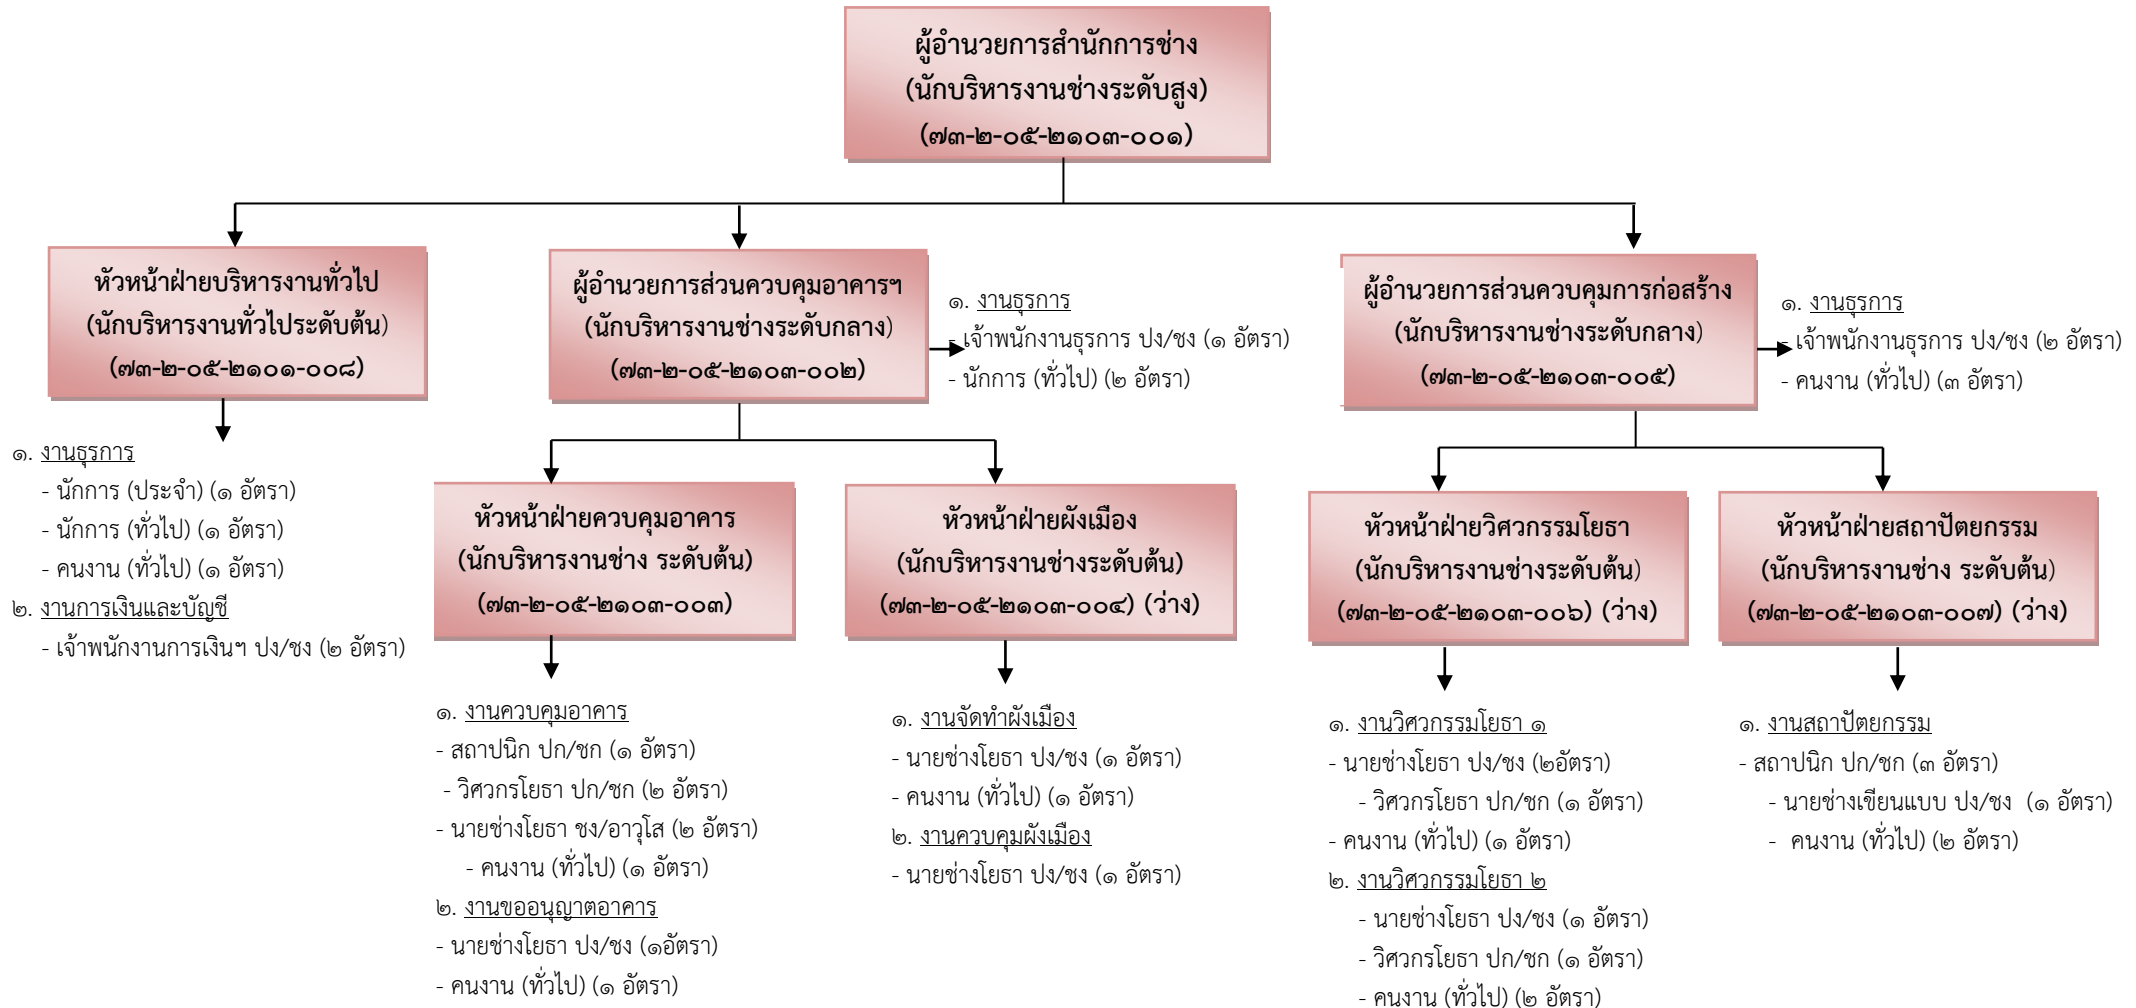 ผู้อำนวยการสำนักการช่าง
(นักบริหารงานช่างระดับสูง)
(๗๓-๒-๐๕-๒๑๐๓-๐๐๑)
หัวหน้าฝ่ายบริหารงานทั่วไป
(นักบริหารงานทั่วไประดับต้น)
(๗๓-๒-๐๕-๒๑๐๑-๐๐๘)
ผู้อำนวยการส่วนควบคุมอาคารฯ
(นักบริหารงานช่างระดับกลาง)
(๗๓-๒-๐๕-๒๑๐๓-๐๐๒)
๑. งานธุรการ
- เจ้าพนักงานธุรการ ปง/ชง (๑ อัตรา)
- นักการ (ทั่วไป) (๒ อัตรา)
ผู้อำนวยการส่วนควบคุมการก่อสร้าง
(นักบริหารงานช่างระดับกลาง)
(๗๓-๒-๐๕-๒๑๐๓-๐๐๕)
๑. งานธุรการ
- เจ้าพนักงานธุรการ ปง/ชง (๒ อัตรา)
- คนงาน (ทั่วไป) (๓ อัตรา)
๑. งานธุรการ
- นักการ (ประจำ) (๑ อัตรา)
- นักการ (ทั่วไป) (๑ อัตรา)
- คนงาน (ทั่วไป) (๑ อัตรา)
๒. งานการเงินและบัญชี
- เจ้าพนักงานการเงินฯ ปง/ชง (๒ อัตรา)
หัวหน้าฝ่ายควบคุมอาคาร
(นักบริหารงานช่าง ระดับต้น)
(๗๓-๒-๐๕-๒๑๐๓-๐๐๓)
หัวหน้าฝ่ายผังเมือง
(นักบริหารงานช่างระดับต้น)
(๗๓-๒-๐๕-๒๑๐๓-๐๐๔) (ว่าง)
หัวหน้าฝ่ายวิศวกรรมโยธา
(นักบริหารงานช่างระดับต้น)
(๗๓-๒-๐๕-๒๑๐๓-๐๐๖) (ว่าง)
หัวหน้าฝ่ายสถาปัตยกรรม
(นักบริหารงานช่าง ระดับต้น)
(๗๓-๒-๐๕-๒๑๐๓-๐๐๗) (ว่าง)
๑. งานควบคุมอาคาร
- สถาปนิก ปก/ชก (๑ อัตรา)
- วิศวกรโยธา ปก/ชก (๒ อัตรา)
- นายช่างโยธา ชง/อาวุโส (๒ อัตรา)
- คนงาน (ทั่วไป) (๑ อัตรา)
๒. งานขออนุญาตอาคาร
- นายช่างโยธา ปง/ชง (๑อัตรา)
- คนงาน (ทั่วไป) (๑ อัตรา)
๑. งานจัดทำผังเมือง
- นายช่างโยธา ปง/ชง (๑ อัตรา)
- คนงาน (ทั่วไป) (๑ อัตรา)
๒. งานควบคุมผังเมือง
- นายช่างโยธา ปง/ชง (๑ อัตรา)
๑. งานวิศวกรรมโยธา ๑
- นายช่างโยธา ปง/ชง (๒อัตรา)
- วิศวกรโยธา ปก/ชก (๑ อัตรา)
- คนงาน (ทั่วไป) (๑ อัตรา)
๒. งานวิศวกรรมโยธา ๒
- นายช่างโยธา ปง/ชง (๑ อัตรา)
- วิศวกรโยธา ปก/ชก (๑ อัตรา)
- คนงาน (ทั่วไป) (๒ อัตรา)
๑. งานสถาปัตยกรรม
- สถาปนิก ปก/ชก (๓ อัตรา)
- นายช่างเขียนแบบ ปง/ชง (๑ อัตรา)
- คนงาน (ทั่วไป) (๒ อัตรา)